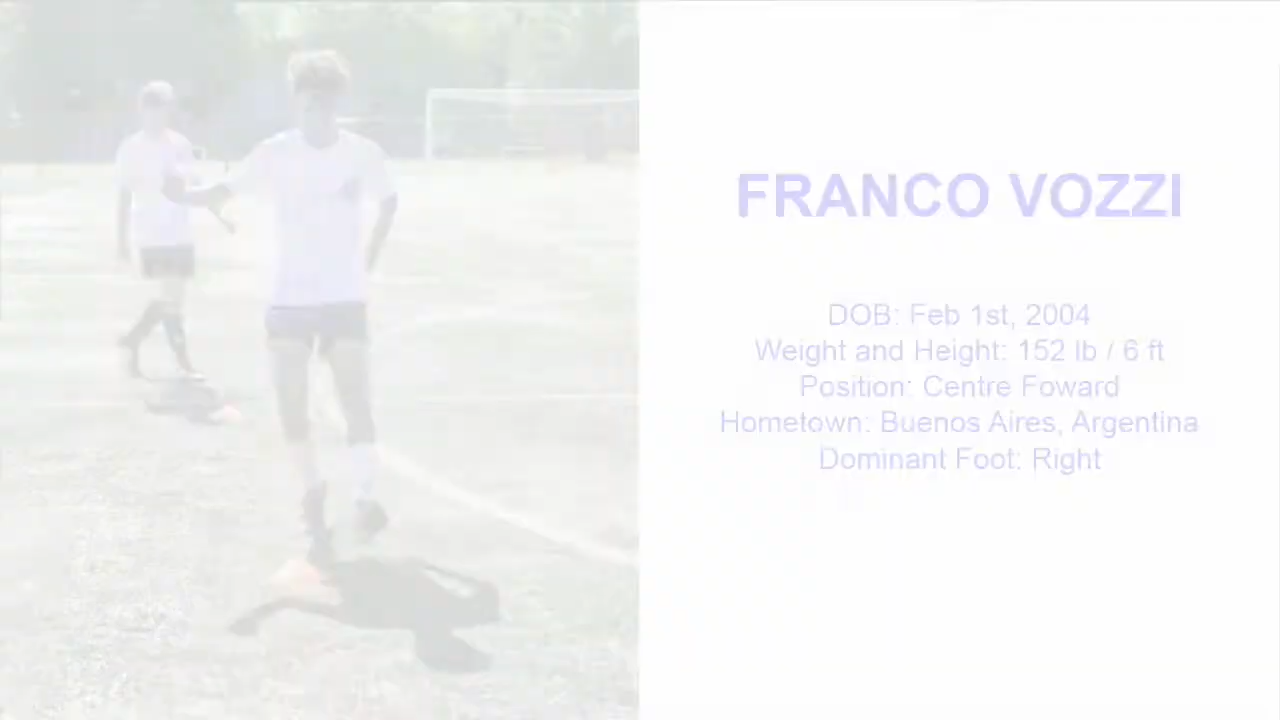 FRANCO VOZZI
DOB: Feb 1st, 2004
Weight and Height: 152 lb / 6 ft
Position: Centre Foward
Hometown: Buenos Aires, Argentina
Dominant Foot: Right